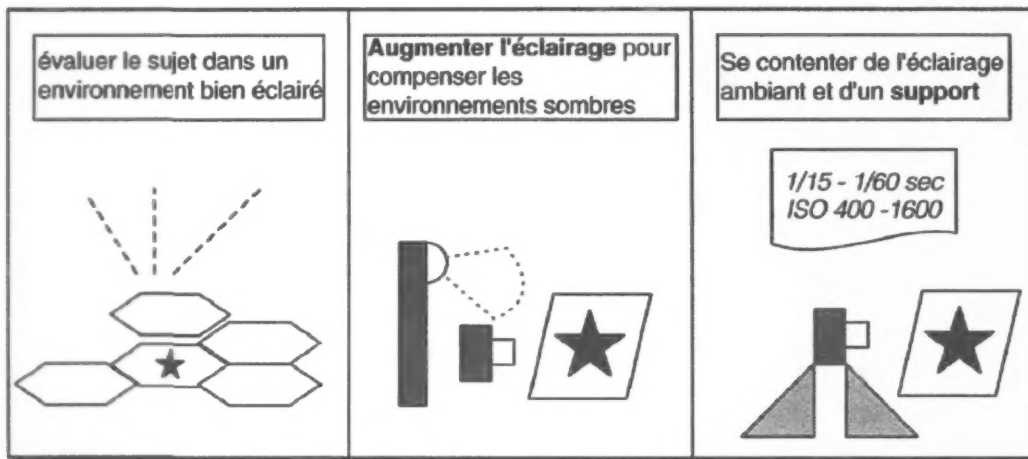 évaluer le sujet dans un
environnement bien éclairé
Augmenter l'éclairage pour
compenser les
environnements sombres
Se contenter de l'éclairage
ambiant et d'un support
1/15 - 1/60 sec
ISO 400 -1600